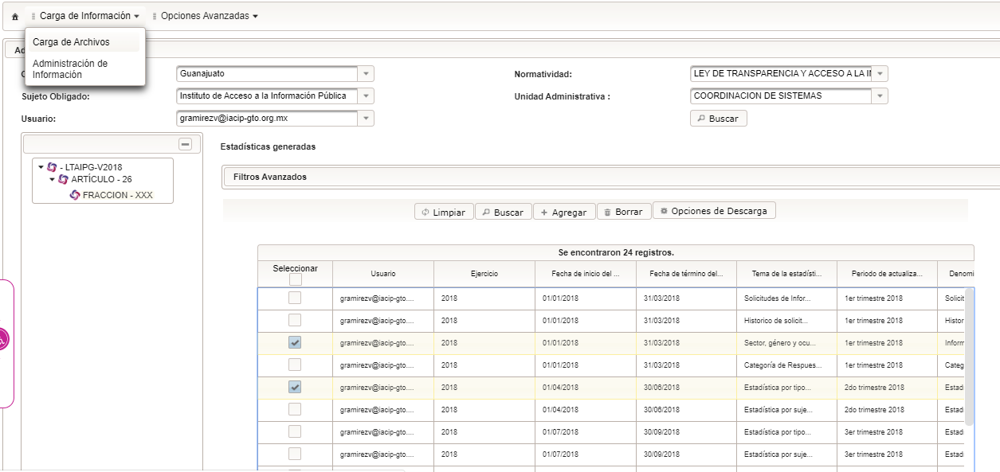 Carga de Información
Opciones Avanzadas
Carga de Archivos
Administración de
Información
Ad
Guanajuato
Normatividad:
LEY DE TRANSPARENCIA Y ACCESO A LA I
Sujeto Obligado:
Instituto de Acceso a la Información Pública
Unidad Administrativa :
COORDINACION DE SISTEMAS
Usuario:
gramirezv@iacip-gto.org.mx
Buscar
- LTAIPG-V2018
ARTÍCULO - 26
FRACCION - XXX
Estadísticas generadas
Filtros Avanzados
Limpiar
Buscar
Agregar
Borrar
Opciones de Descarga
Se encontraron 24 registros.
Seleccionar Usuario Ejercicio Fecha de inicio del ... Fecha de término del... Tema de la estadísti... Periodo de actualiza... Denomi
gramirezv@iacip-gto.... 2018 01/01/2018 31/03/2018 Solicitudes de Infor... 1er trimestre 2018 Solicit
gramirezv@iacip-gto.... 2018 01/01/2018 31/03/2018 Historico de solicit... 1er trimestre 2018 Histor
gramirezv@iacip-gto.... 2018 01/01/2018 31/03/2018 Sector, género y ocu... 1er trimestre 2018 Inform
gramirezv@iacip-gto.... 2018 01/01/2018 31/03/2018 Categoría de Respues... 1er trimestre 2018 Categ
gramirezv@iacip-gto.... 2018 01/04/2018 30/06/2018 Estadística por tipo... 2do trimestre 2018 Estadí
gramirezv@iacip-gto.... 2018 01/04/2018 30/06/2018 Estadística por suje... 2do trimestre 2018 Estadí
gramirezv@iacip-gto.... 2018 01/07/2018 30/09/2018 Estadística por tipo... 3er trimestre 2018 Estadí
gramirezv@iacip-gto.... 2018 01/07/2018 30/09/2018 Estadística por suje... 3er trimestre 2018 Estadí